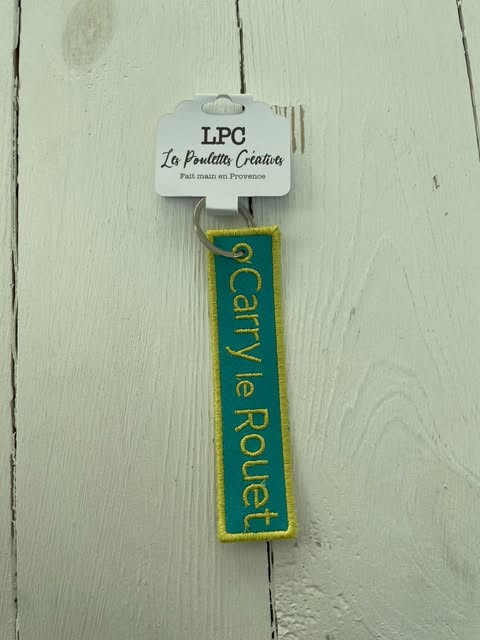 LPC
Les Poulettes Créatives
Fait main en Provence
Carry le Rouet